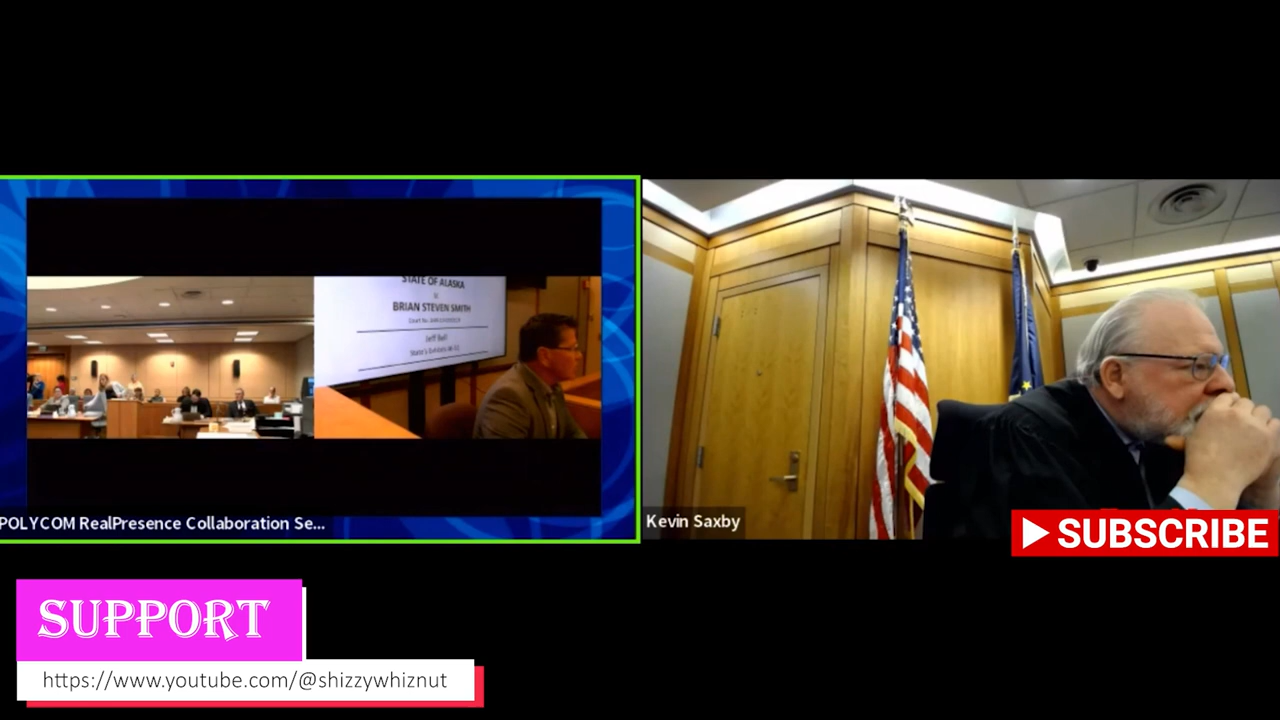 STATE OF ALASKA
BRIAN STEVEN SMITH
Jeff Bell
POLYCOM RealPresence Collaboration Se...
Kevin Saxby
SUBSCRIBE
SUPPORT
https://www.youtube.com/@shizzywhiznut